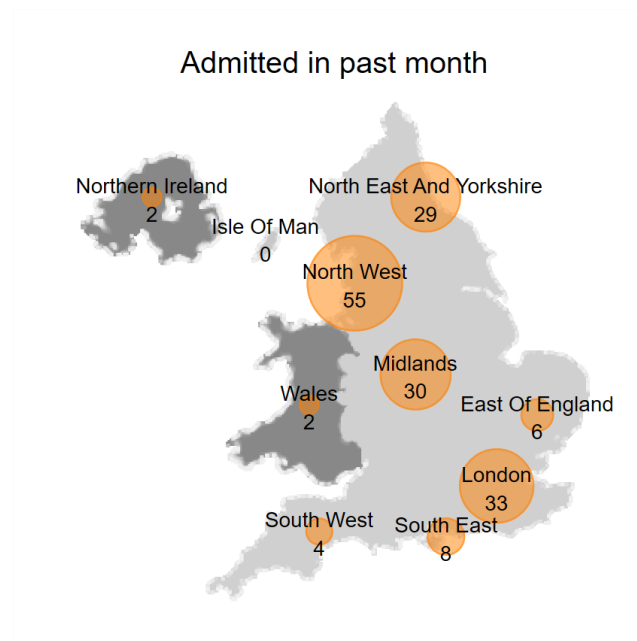 Admitted in past month
Northern Ireland
2
North East And Yorkshire
29
Isle Of Man
0
North West
55
Midlands
30
Wales
2
East Of England
6
London
33
South West
4
South East
8